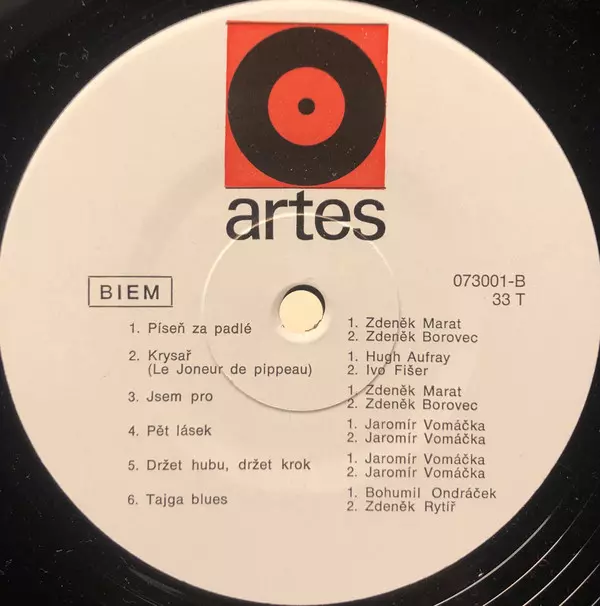 artes
BIEM
073001-B
33 T
1. Píseň za padlé
1. Zdeněk Marat
2. Zdeněk Borovec
2. Krysař
(Le Joneur de pippeau)
1. Hugh Aufray
2. Ivo Fišer
3. Jsem pro
1. Zdeněk Marat
2. Zdeněk Borovec
4. Pět lásek
1. Jaromír Vomáčka
2. Jaromír Vomáčka
5. Držet hubu, držet krok
1. Jaromír Vomáčka
2. Jaromír Vomáčka
6. Tajga blues
1. Bohumil Ondráček
2. Zdeněk Rytíř